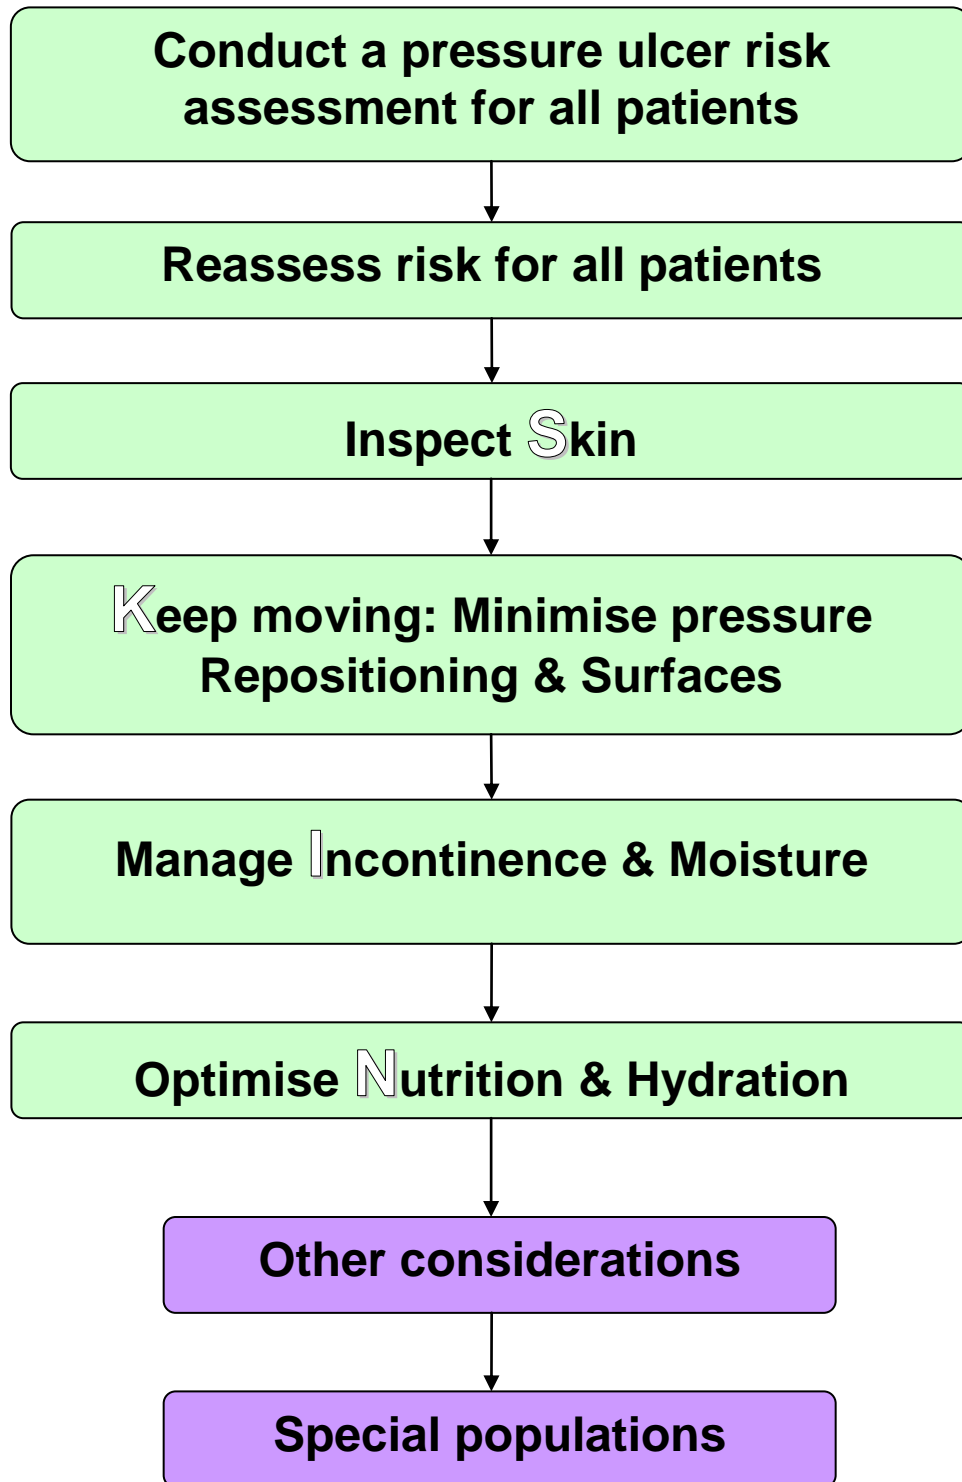 Conduct a pressure ulcer risk
assessment for all patients
Reassess risk for all patients
Inspect Skin
Keep moving: Minimise pressure
Repositioning & Surfaces
Manage Incontinence & Moisture
Optimise Nutrition & Hydration
Other considerations
Special populations